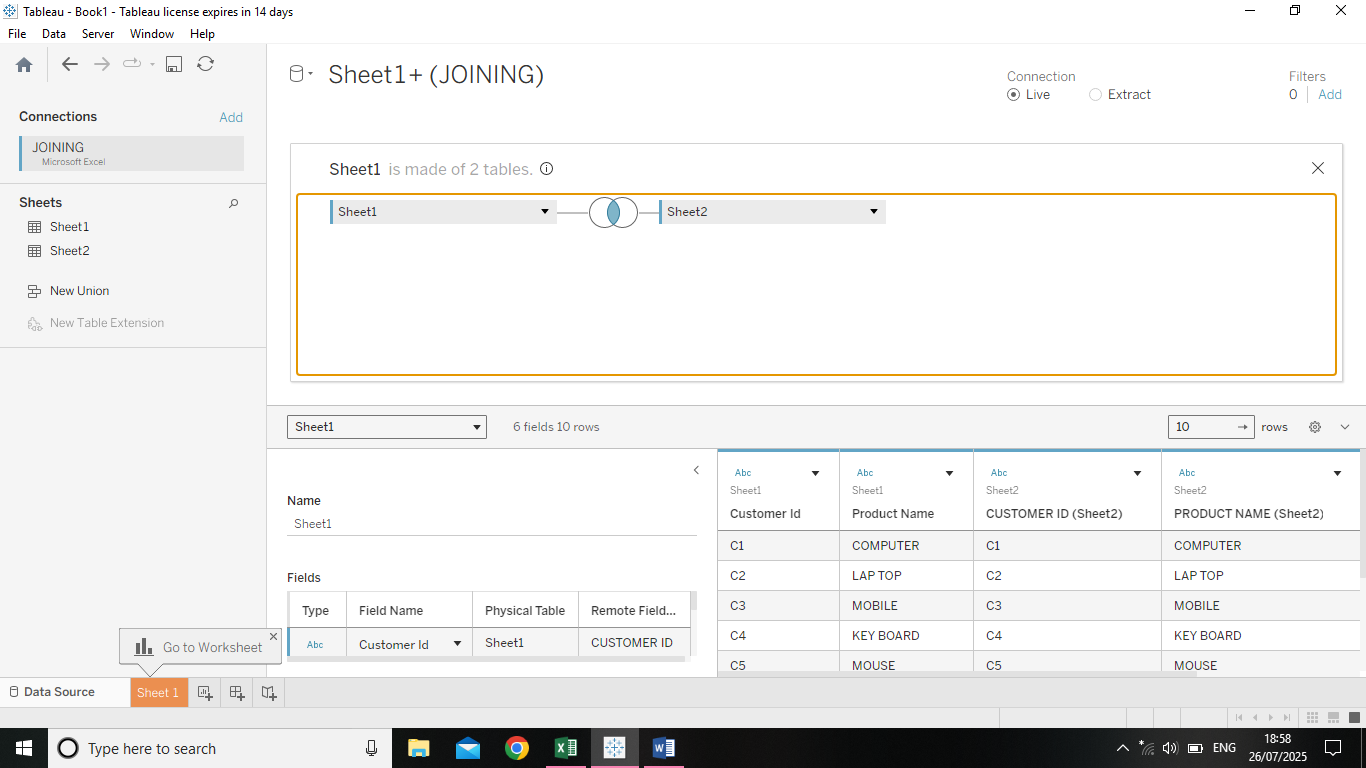 Tableau - Book1 - Tableau license expires in 14 days
File Data Server Window Help
Connections Add
JOINING
Microsoft Excel
Sheets
Sheet1
Sheet2
New Union
New Table Extension
Sheet1+ (JOINING)
Connection
Live Extract
Filters
0 Add
Sheet1 is made of 2 tables.
Sheet1 Sheet2
Sheet1 6 fields 10 rows 10 rows
Name
Sheet1
Fields
Type Field Name Physical Table Remote Field...
Abc Customer Id Sheet1 CUSTOMER ID
Abc Abc Abc Abc
Sheet1 Sheet1 Sheet2 Sheet2
Customer Id Product Name CUSTOMER ID (Sheet2) PRODUCT NAME (Sheet2)
C1 COMPUTER C1 COMPUTER
C2 LAP TOP C2 LAP TOP
C3 MOBILE C3 MOBILE
C4 KEY BOARD C4 KEY BOARD
C5 MOUSE C5 MOUSE
Go to Worksheet
Data Source Sheet 1
Type here to search
ENG
18:58
26/07/2025